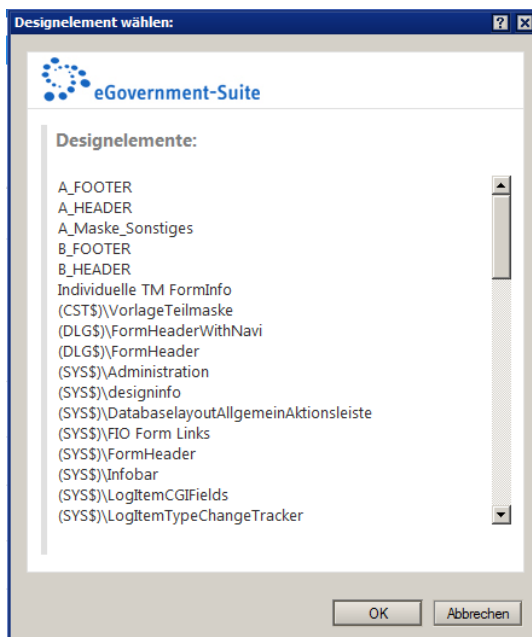 Designelement wählen:
eGovernment-Suite
Designelemente:
A_FOOTER
A_HEADER
A_Maske_Sonstiges
B_FOOTER
B_HEADER
Individuelle TM FormInfo
(CST$)\VorlageTeilmaske
(DLG$)\FormHeaderWithNavi
(DLG$)\FormHeader
(SYS$)\Administration
(SYS$)\designinfo
(SYS$)\DatabaselayoutAllgemeinAktionsleiste
(SYS$)\FIO Form Links
(SYS$)\FormHeader
(SYS$)\Infobar
(SYS$)\LogItemCGIFields
(SYS$)\LogItemTypeChangeTracker
OK Abbrechen